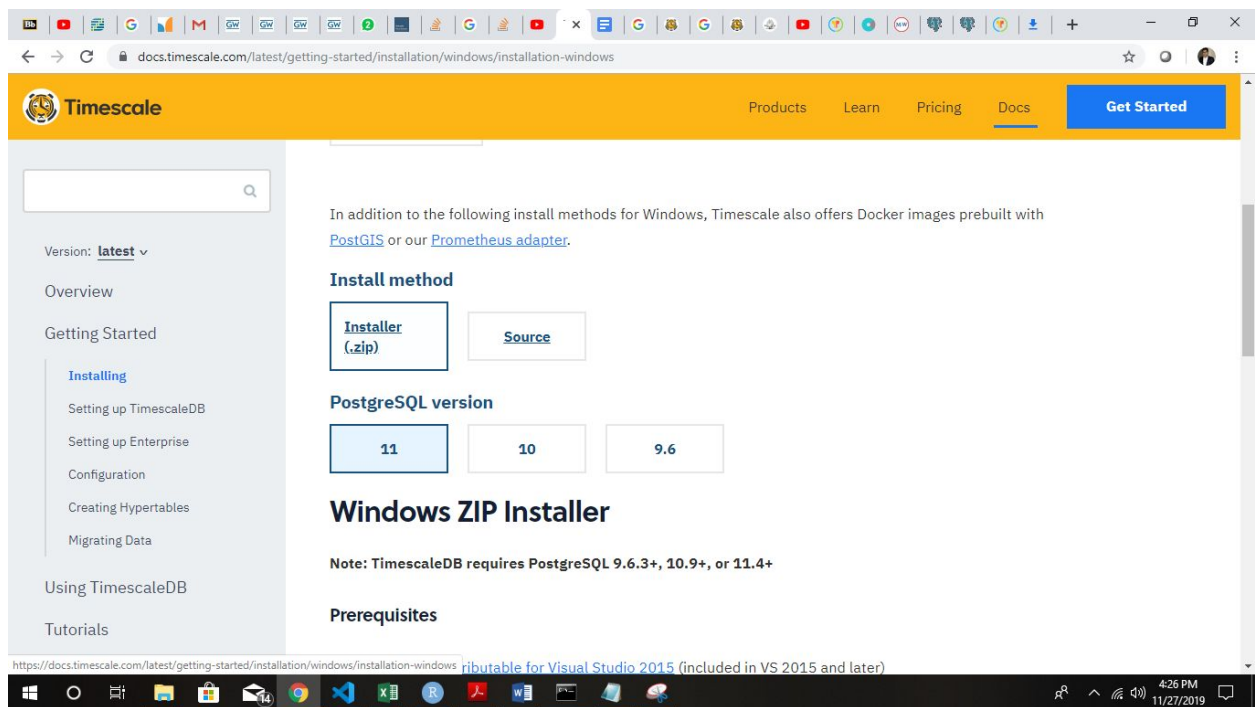 docs.timescale.com/latest/getting-started/installation/windows/installation-windows
Timescale
Products Learn Pricing Docs Get Started
Version: latest
Overview
Getting Started
Installing
Setting up TimescaleDB
Setting up Enterprise
Configuration
Creating Hypertables
Migrating Data
Using TimescaleDB
Tutorials
In addition to the following install methods for Windows, Timescale also offers Docker images prebuilt with
PostGIS or our Prometheus adapter.
Install method
Installer
(.zip)
Source
PostgreSQL version
11 10 9.6
Windows ZIP Installer
Note: TimescaleDB requires PostgreSQL 9.6.3+, 10.9+, or 11.4+
Prerequisites
https://docs.timescale.com/latest/getting-started/installation/windows/installation-windows
for Visual Studio 2015 (included in VS 2015 and later)
14
4:26 PM
11/27/2019